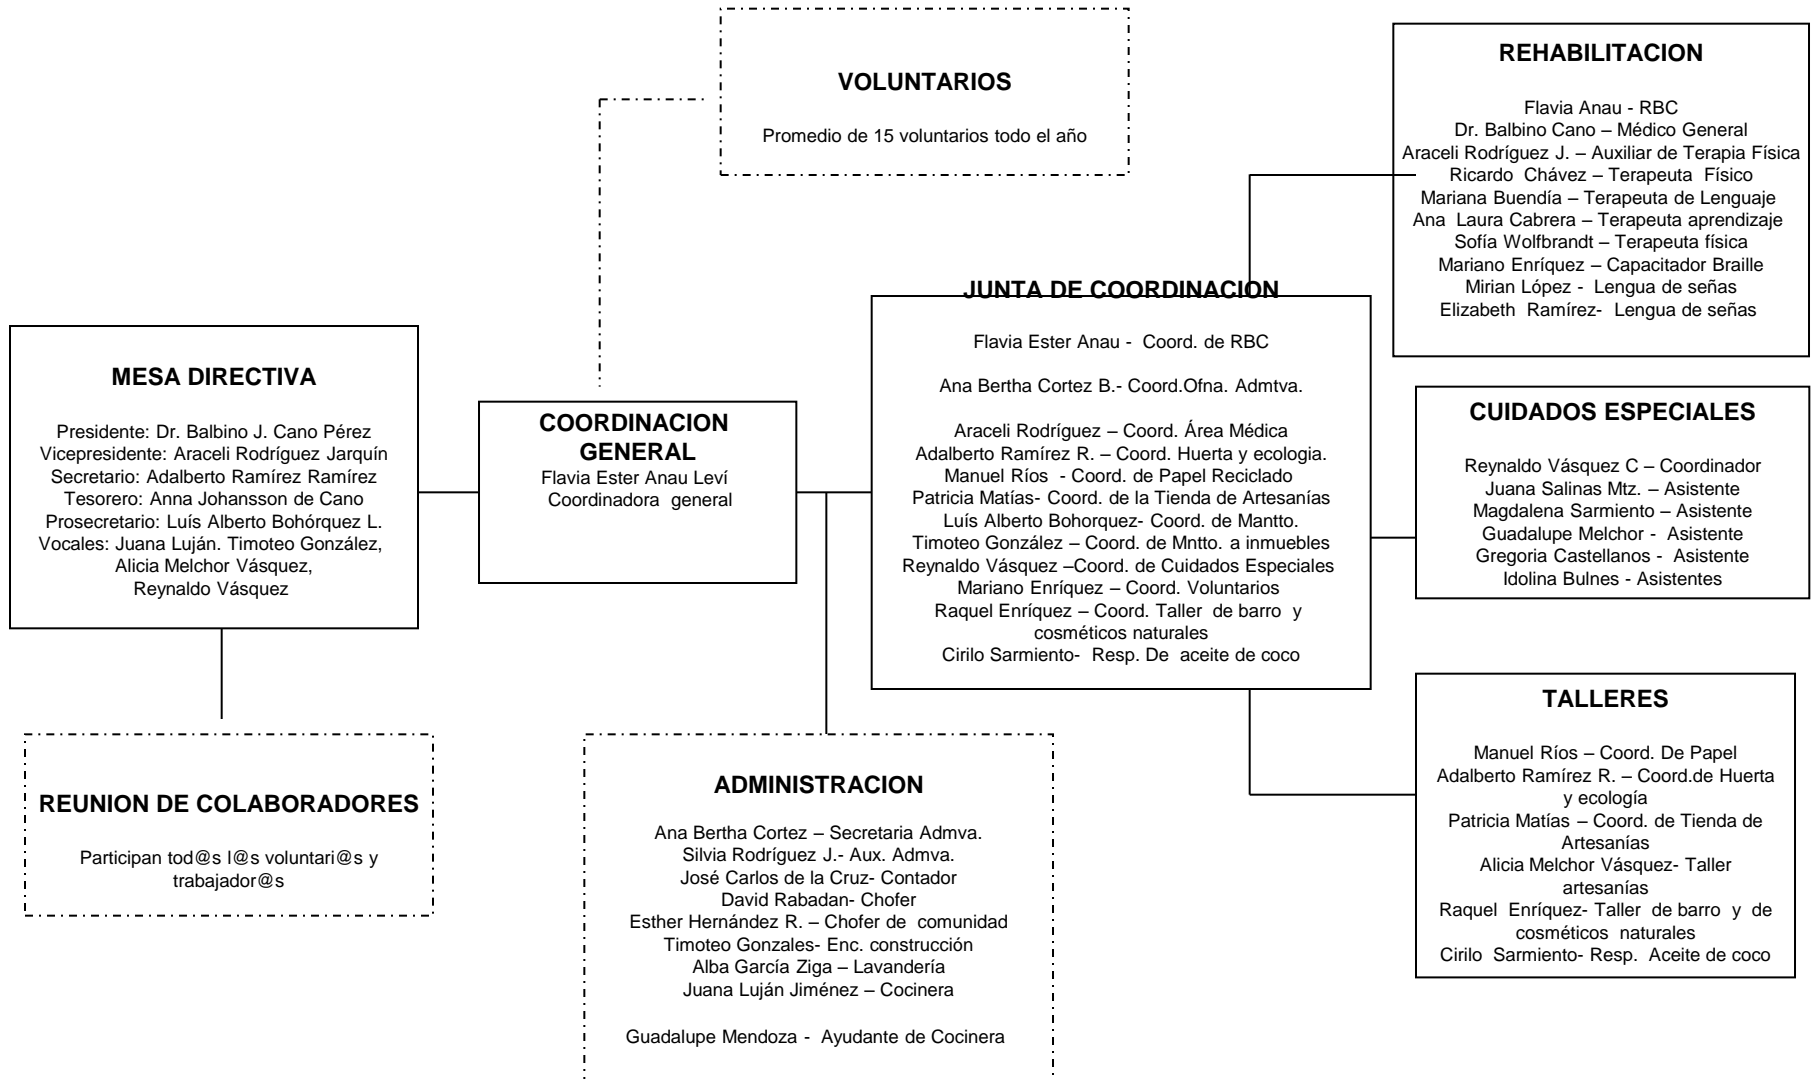 VOLUNTARIOS
Promedio de 15 voluntarios todo el año
REHABILITACION
Flavia Anau - RBC
Dr. Balbino Cano – Médico General
Araceli Rodríguez J. – Auxiliar de Terapia Física
Ricardo Chávez – Terapeuta Físico
Mariana Buendía – Terapeuta de Lenguaje
Ana Laura Cabrera – Terapeuta aprendizaje
Sofía Wolfbrandt – Terapeuta física
Mariano Enríquez – Capacitador Braille
Mirian López - Lengua de señas
Elizabeth Ramírez- Lengua de señas
MESA DIRECTIVA
Presidente: Dr. Balbino J. Cano Pérez
Vicepresidente: Araceli Rodríguez Jarquín
Secretario: Adalberto Ramírez Ramírez
Tesorero: Anna Johansson de Cano
Prosecretario: Luís Alberto Bohórquez L.
Vocales: Juana Luján. Timoteo González,
Alicia Melchor Vásquez,
Reynaldo Vásquez
COORDINACION
GENERAL
Flavia Ester Anau Leví
Coordinadora general
JUNTA DE COORDINACION
Flavia Ester Anau - Coord. de RBC
Ana Bertha Cortez B.- Coord.Ofna. Admtva.
Araceli Rodríguez – Coord. Área Médica
Adalberto Ramírez R. – Coord. Huerta y ecologia.
Manuel Ríos - Coord. de Papel Reciclado
Patricia Matías- Coord. de la Tienda de Artesanías
Luís Alberto Bohorquez- Coord. de Mantto.
Timoteo González – Coord. de Mntto. a inmuebles
Reynaldo Vásquez –Coord. de Cuidados Especiales
Mariano Enríquez – Coord. Voluntarios
Raquel Enríquez – Coord. Taller de barro y
cosméticos naturales
Cirilo Sarmiento- Resp. De aceite de coco
CUIDADOS ESPECIALES
Reynaldo Vásquez C – Coordinador
Juana Salinas Mtz. – Asistente
Magdalena Sarmiento – Asistente
Guadalupe Melchor - Asistente
Gregoria Castellanos - Asistente
Idolina Bulnes - Asistentes
REUNION DE COLABORADORES
Participan tod@s l@s voluntari@s y
trabajador@s
ADMINISTRACION
Ana Bertha Cortez – Secretaria Admva.
Silvia Rodríguez J.- Aux. Admva.
José Carlos de la Cruz- Contador
David Rabadan- Chofer
Esther Hernández R. – Chofer de comunidad
Timoteo Gonzales- Enc. construcción
Alba García Ziga – Lavandería
Juana Luján Jiménez – Cocinera
Guadalupe Mendoza - Ayudante de Cocinera
TALLERES
Manuel Ríos – Coord. De Papel
Adalberto Ramírez R. – Coord.de Huerta
y ecología
Patricia Matías – Coord. de Tienda de
Artesanías
Alicia Melchor Vásquez- Taller
artesanías
Raquel Enríquez- Taller de barro y de
cosméticos naturales
Cirilo Sarmiento- Resp. Aceite de coco